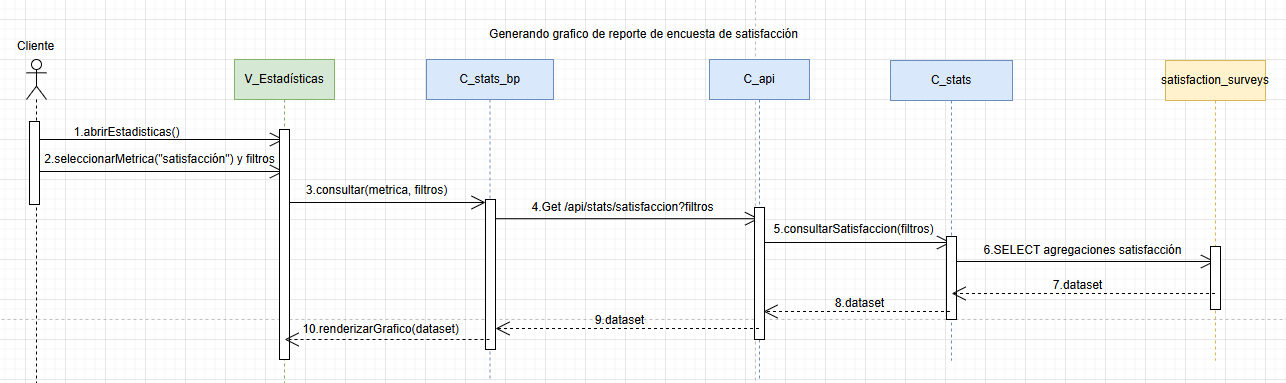 Generando grafico de reporte de encuesta de satisfacción
Cliente
V_Estadísticas
C_stats_bp
C_api
C_stats
satisfaction_surveys
1.abrirEstadisticas()
2.seleccionarMetrica("satisfacción") y filtros
3.consultar(metrica, filtros)
4.Get /api/stats/satisfaccion?filtros
5.consultarSatisfaccion(filtros)
6.SELECT agregaciones satisfacción
7.dataset
8.dataset
9.dataset
10.renderizarGrafico(dataset)